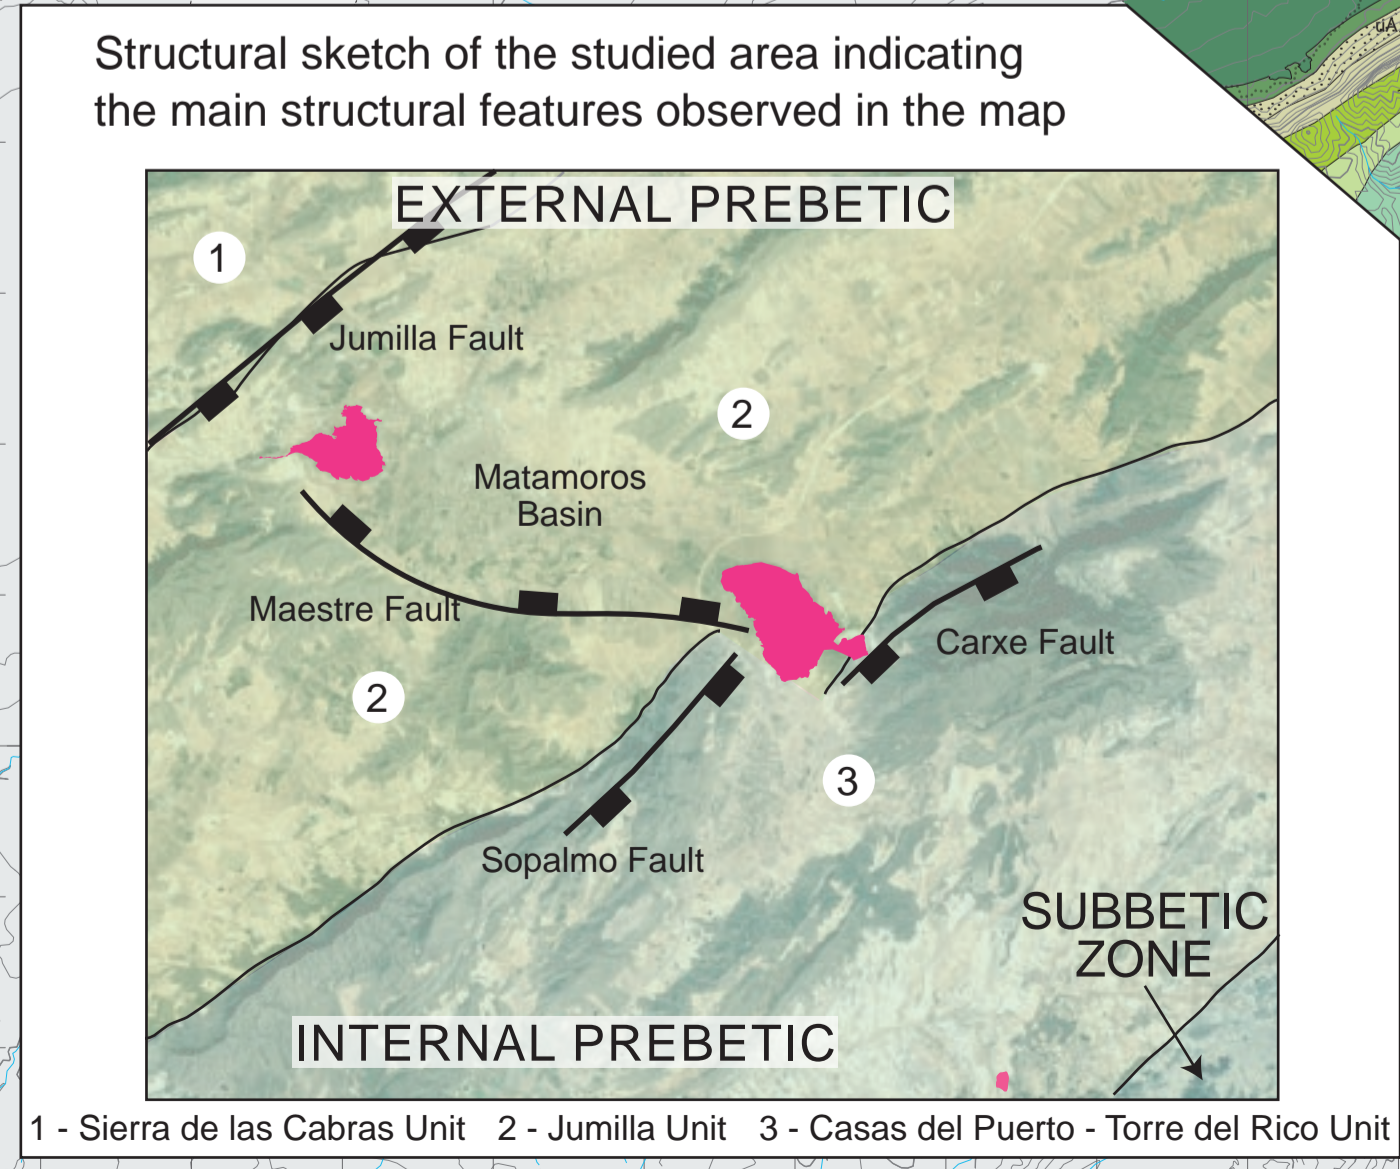 Structural sketch of the studied area indicating
the main structural features observed in the map
EXTERNAL PREBETIC
1
Jumilla Fault
2
Matamoros
Basin
Maestre Fault
Carxe Fault
2
3
Sopalmo Fault
SUBBETIC
ZONE
INTERNAL PREBETIC
1 - Sierra de las Cabras Unit 2 - Jumilla Unit 3 - Casas del Puerto - Torre del Rico Unit